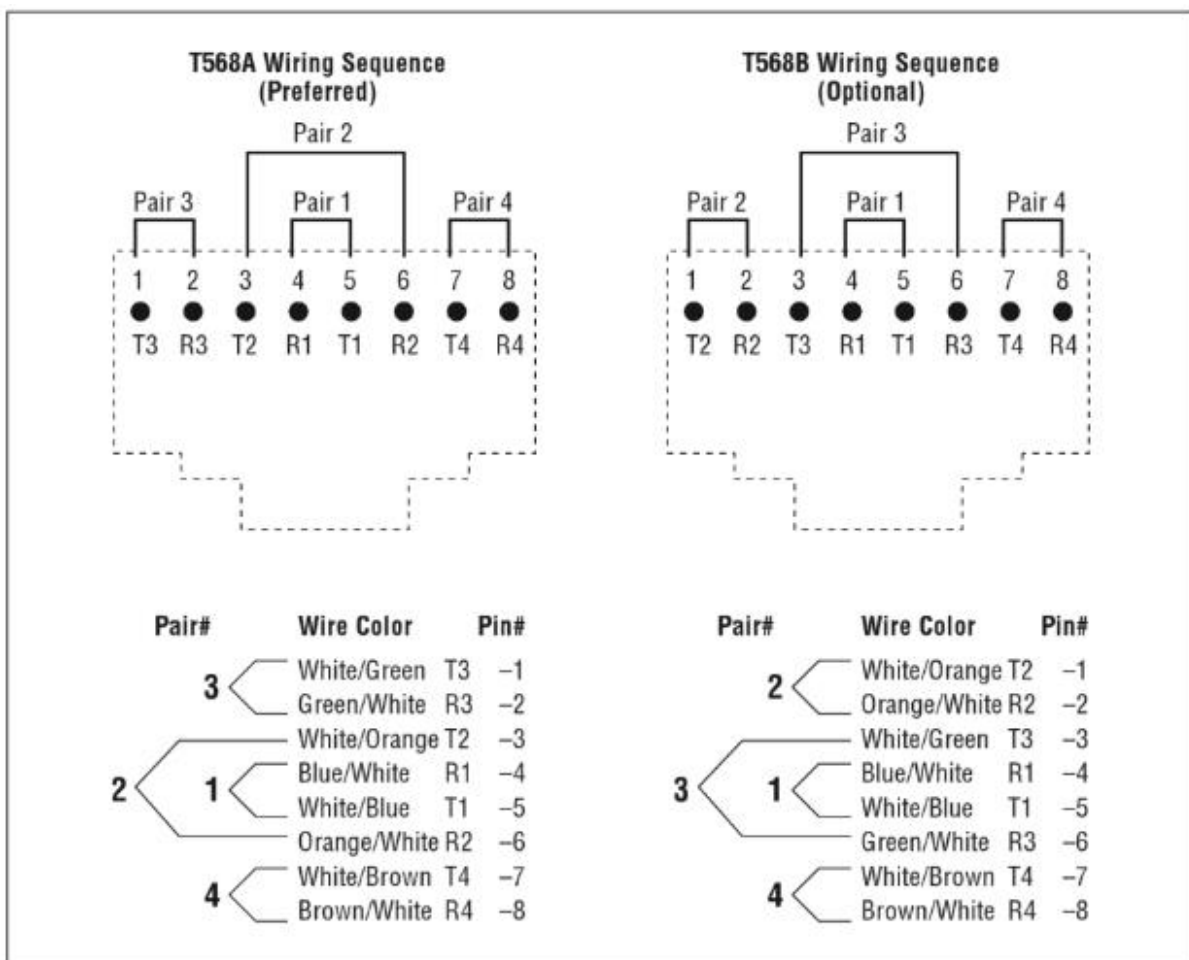 T568A Wiring Sequence
(Preferred)
Pair 2
Pair 3 Pair 1 Pair 4
1 2 3 4 5 6 7 8
T3 R3 T2 R1 T1 R2 T4 R4
T568B Wiring Sequence
(Optional)
Pair 3
Pair 2 Pair 1 Pair 4
1 2 3 4 5 6 7 8
T2 R2 T3 R1 T1 R3 T4 R4
Pair# Wire Color Pin#
3
White/Green T3 –1
Green/White R3 –2
White/Orange T2 –3
2 1
Blue/White R1 –4
White/Blue T1 –5
Orange/White R2 –6
4
White/Brown T4 –7
Brown/White R4 –8
Pair# Wire Color Pin#
2
White/Orange T2 –1
Orange/White R2 –2
White/Green T3 –3
3 1
Blue/White R1 –4
White/Blue T1 –5
Green/White R3 –6
4
White/Brown T4 –7
Brown/White R4 –8